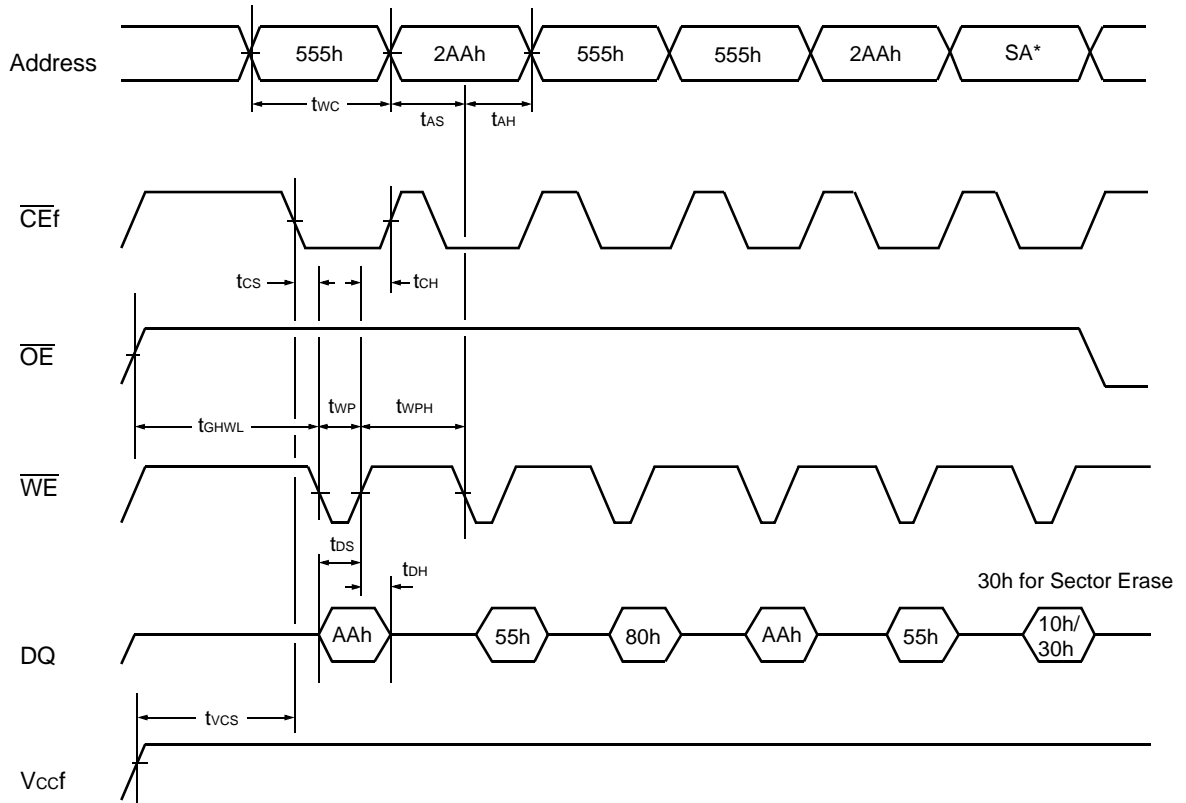 Address
555h 2AAh 555h 555h 2AAh SA*
tWC tAS tAH
CEf
tCS tCH
OE
tGHWL tWP tWPH
WE
tDS
tDH
30h for Sector Erase
DQ
AAh 55h 80h AAh 55h 10h/
30h
tVCS
VCCf